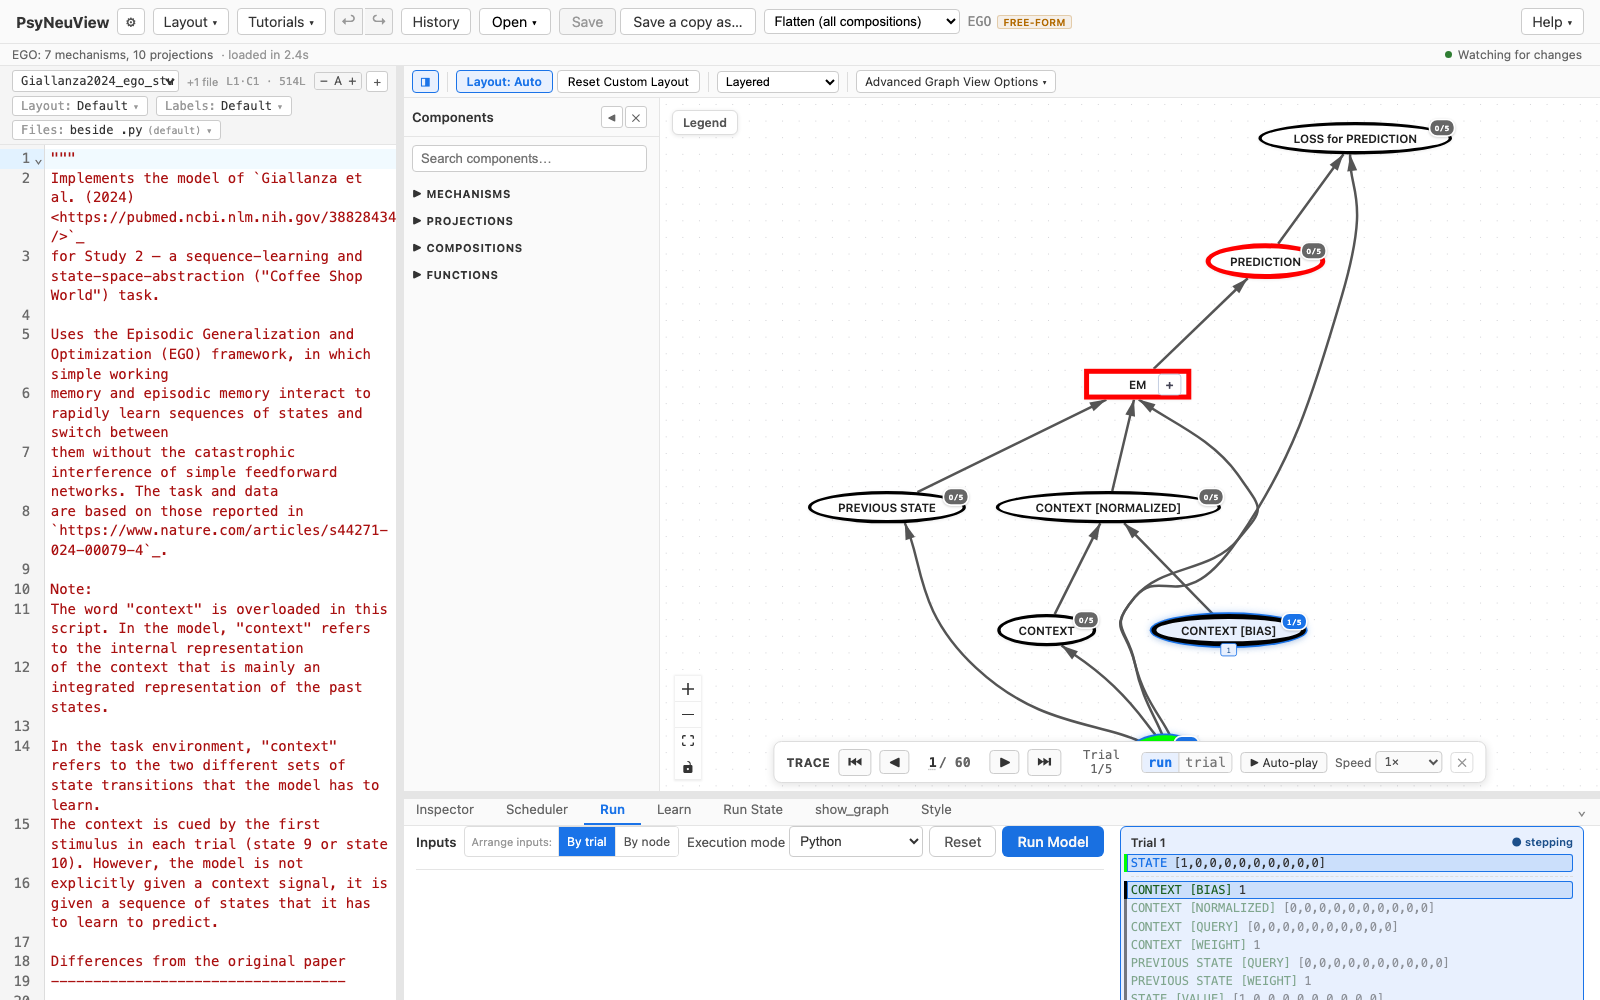 PsyNeuView ⚙ Layout ▾ Tutorials ▾ ↩ ↪ History Open ▾ Save Save a copy as... Flatten (all compositions) EGO FREE-FORM Help ▾
EGO: 7 mechanisms, 10 projections · loaded in 2.4s Watching for changes
Giallanza2024_ego_stu +1 file L1·C1 · 514L − A + +
Layout: Default ▾ Labels: Default ▾
Files: beside .py (default) ▾
1 """
2 Implements the model of `Giallanza et
al. (2024)
<https://pubmed.ncbi.nlm.nih.gov/38828434
/>`_
3 for Study 2 — a sequence-learning and
state-space-abstraction ("Coffee Shop
World") task.
4
5 Uses the Episodic Generalization and
Optimization (EGO) framework, in which
simple working
6 memory and episodic memory interact to
rapidly learn sequences of states and
switch between
7 them without the catastrophic
interference of simple feedforward
networks. The task and data
8 are based on those reported in
`https://www.nature.com/articles/s44271-
024-00079-4`_.
9
10 Note:
11 The word "context" is overloaded in this
script. In the model, "context" refers
to the internal representation
12 of the context that is mainly an
integrated representation of the past
states.
13
14 In the task environment, "context"
refers to the two different sets of
state transitions that the model has to
learn.
15 The context is cued by the first
stimulus in each trial (state 9 or state
10). However, the model is not
16 explicitly given a context signal, it is
given a sequence of states that it has
to learn to predict.
17
18 Differences from the original paper
19 -----------------------------------
20
Layout: Auto Reset Custom Layout Layered Advanced Graph View Options ▾
Components ◀ ×
Search components…
▶ MECHANISMS
▶ PROJECTIONS
▶ COMPOSITIONS
▶ FUNCTIONS
Legend
LOSS for PREDICTION 0/5
PREDICTION 0/5
EM +
PREVIOUS STATE 0/5
CONTEXT [NORMALIZED] 0/5
CONTEXT 0/5
CONTEXT [BIAS] 1/5
1
TRACE 1 / 60 Trial 1/5 run trial ▶ Auto-play Speed 1× ×
Inspector Scheduler Run Learn Run State show_graph Style
Inputs Arrange inputs: By trial By node Execution mode Python Reset Run Model
Trial 1 stepping
STATE [1,0,0,0,0,0,0,0,0,0]
CONTEXT [BIAS] 1
CONTEXT [NORMALIZED] [0,0,0,0,0,0,0,0,0,0]
CONTEXT [QUERY] [0,0,0,0,0,0,0,0,0,0]
CONTEXT [WEIGHT] 1
PREVIOUS STATE [QUERY] [0,0,0,0,0,0,0,0,0,0]
PREVIOUS STATE [WEIGHT] 1
STATE [VALUE] [1,0,0,0,0,0,0,0,0,0]